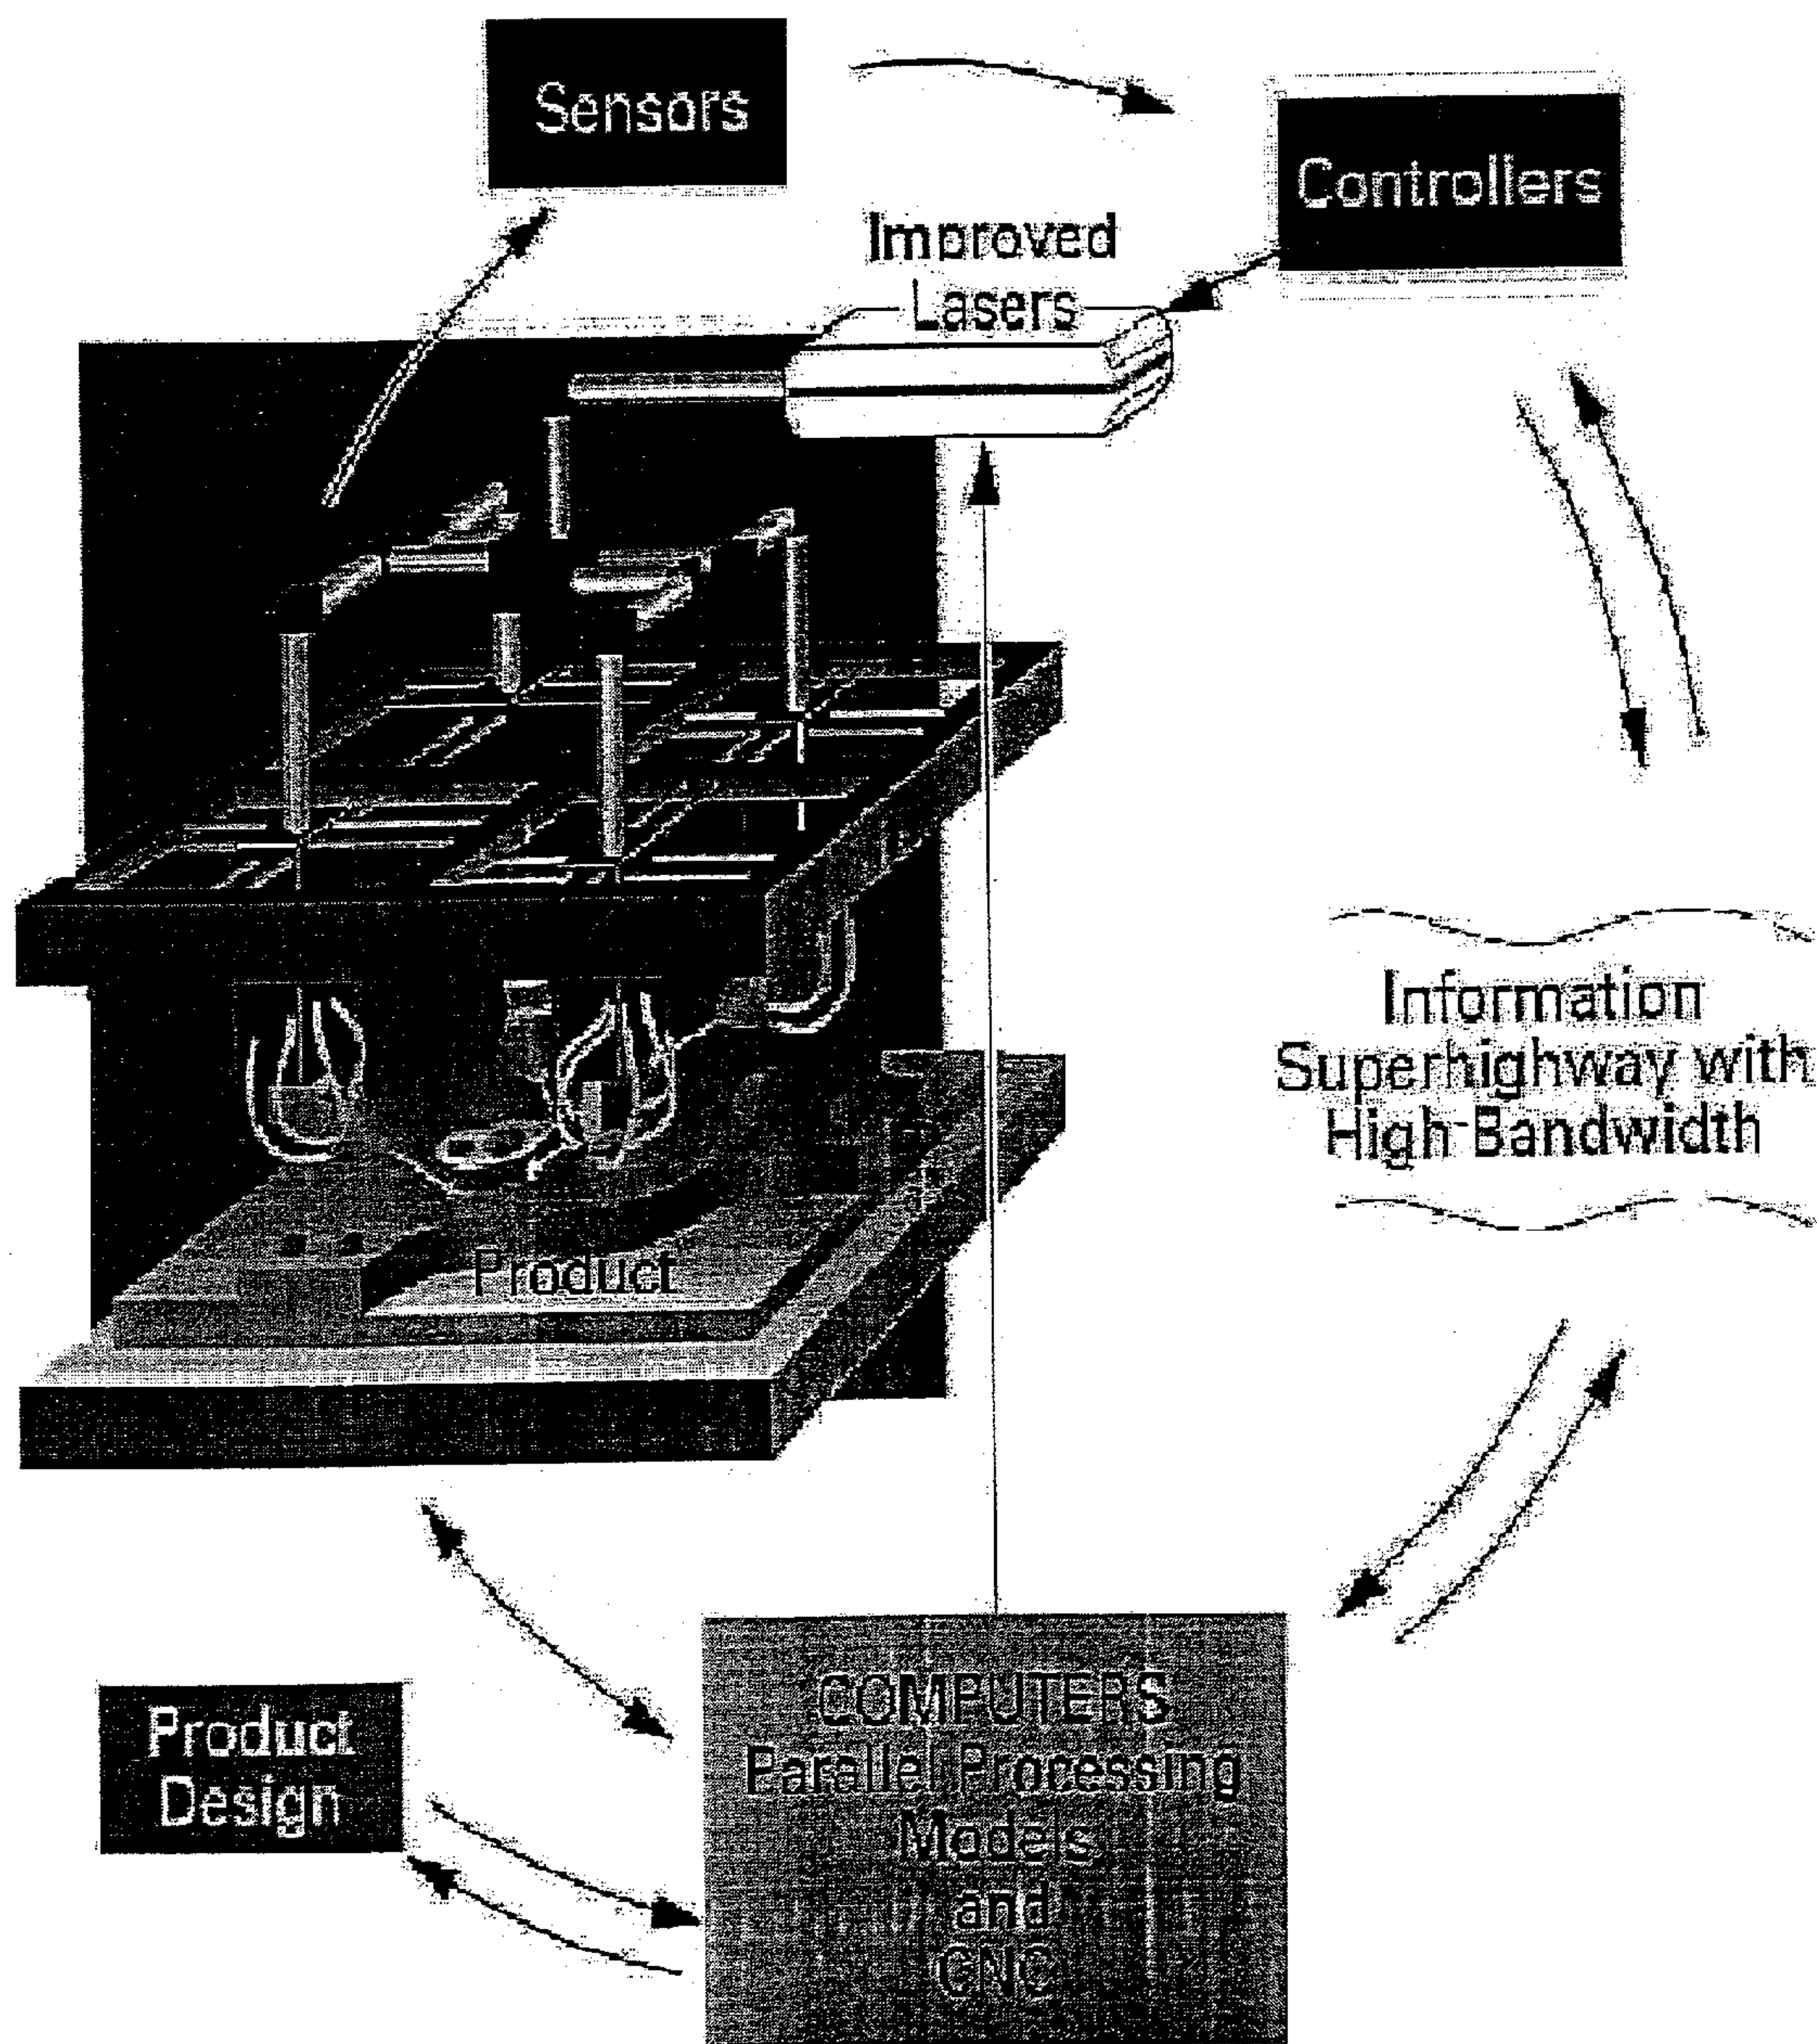 Sensors
Controllers
Improved
Lasers
Information
Superhighway with
High-Bandwidth
Product
Product
Design
COMPUTERS
Parallel Processing
Models
and
CNC